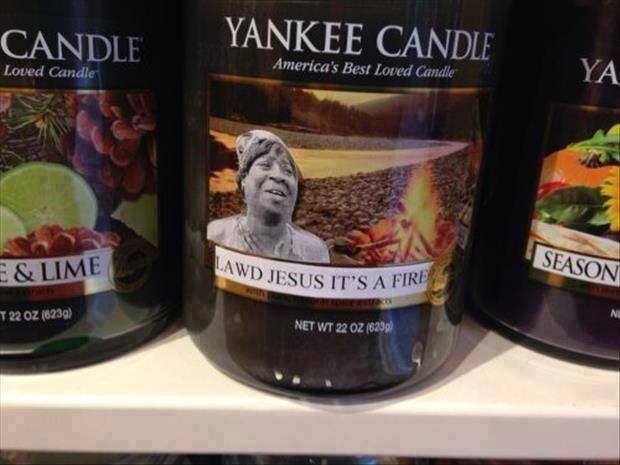 CANDLE
Loved Candle
E & LIME
T 22 OZ (623g)
YANKEE CANDLE
America's Best Loved Candle
LAWD JESUS IT'S A FIRE
NET WT 22 OZ (623g)
YA
SEASON